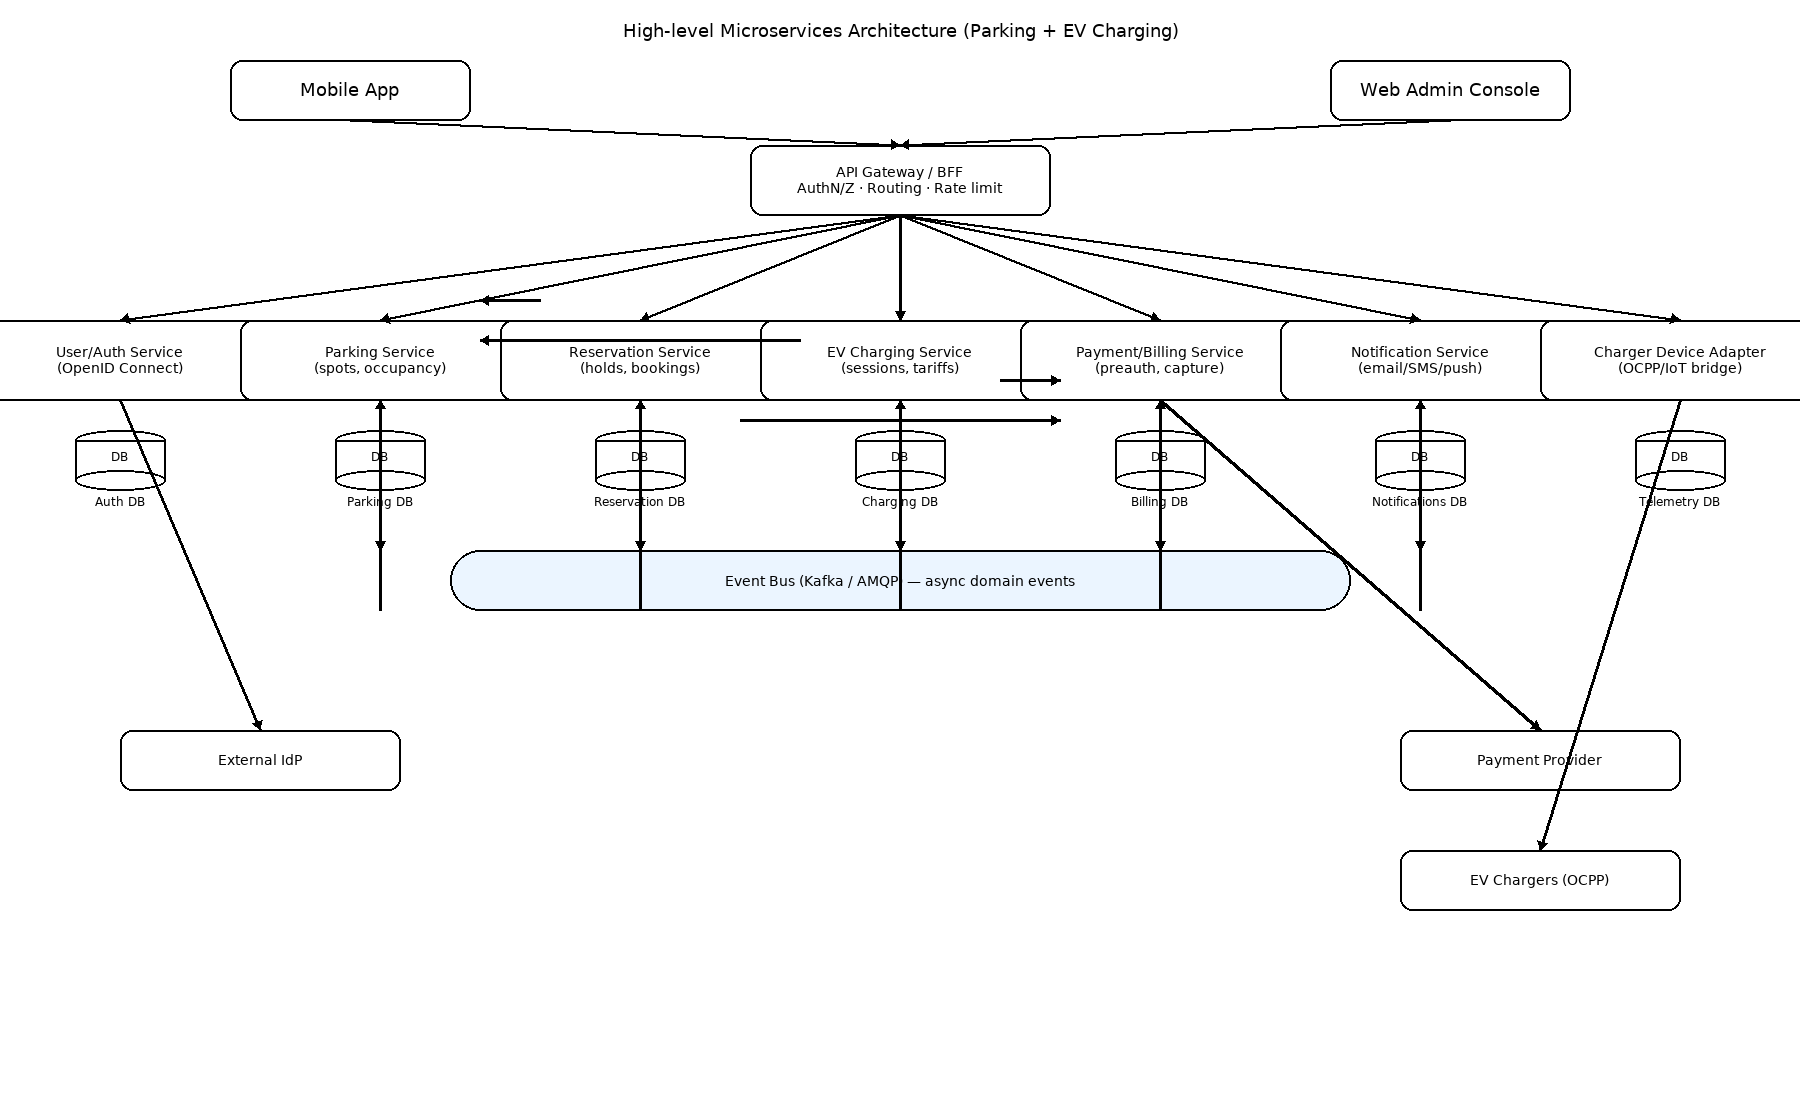 High-level Microservices Architecture (Parking + EV Charging)
Mobile App
Web Admin Console
API Gateway / BFF
AuthN/Z · Routing · Rate limit
User/Auth Service
(OpenID Connect)
Parking Service
(spots, occupancy)
Reservation Service
(holds, bookings)
EV Charging Service
(sessions, tariffs)
Payment/Billing Service
(preauth, capture)
Notification Service
(email/SMS/push)
Charger Device Adapter
(OCPP/IoT bridge)
DB
DB
DB
DB
DB
DB
DB
Auth DB
Parking DB
Reservation DB
Charging DB
Billing DB
Notifications DB
Telemetry DB
Event Bus (Kafka / AMQP) — async domain events
External IdP
Payment Provider
EV Chargers (OCPP)